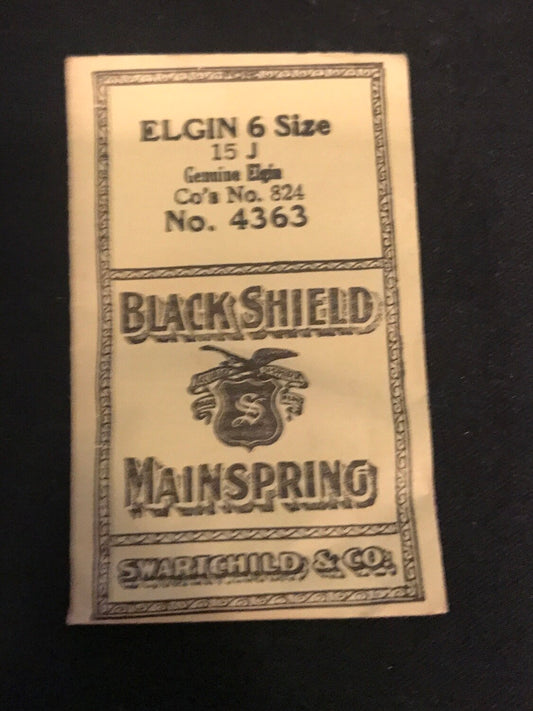 ELGIN 6 Size
15 J
Genuine Elgin
Co's No. 824
No. 4363
BLACK SHIELD
S
MAINSPRING
SWARTCHILD & CO.